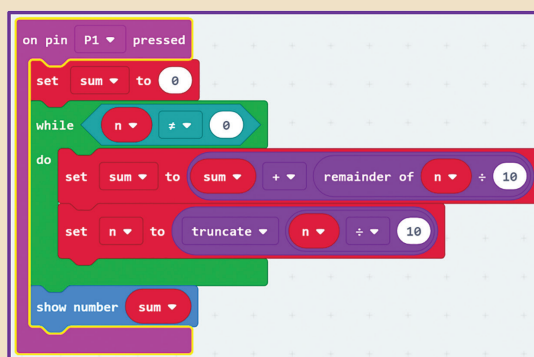 on pin P1 pressed
set sum to 0
while n ≠ 0
do
set sum to sum + remainder of n ÷ 10
set n to truncate n ÷ 10
show number sum